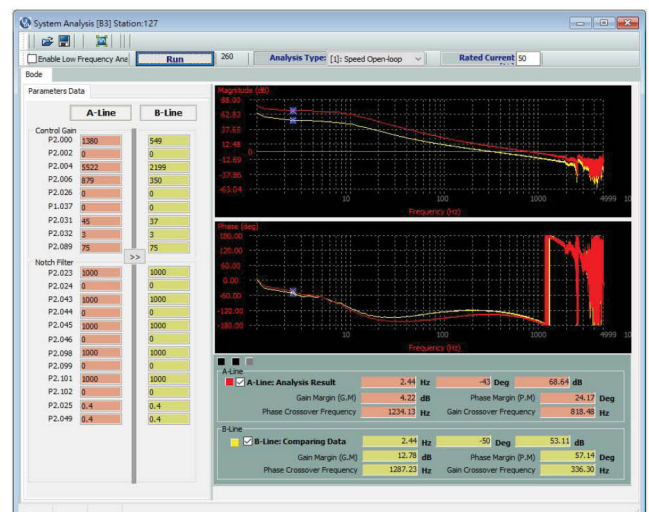 System Analysis [B3] Station:127
Enable Low Frequency Ana Run 260 Analysis Type: [1]: Speed Open-loop Rated Current 50
Bode
Parameters Data
A-Line B-Line
Control Gain
P2.000 1380 549
P2.002 0 0
P2.004 5522 2199
P2.006 879 350
P2.026 0 0
P1.037 0 0
P2.031 45 37
P2.032 3 3
P2.089 75 75
>>
Notch Filter
P2.023 1000 1000
P2.024 0 0
P2.043 1000 1000
P2.044 0 0
P2.045 1000 1000
P2.046 0 0
P2.098 1000 1000
P2.099 0 0
P2.101 1000 1000
P2.102 0 0
P2.025 0.4 0.4
P2.049 0.4 0.4
Magnitude (dB)
88.00
62.83
37.65
12.48
0
-12.69
-37.86
-63.04
10 100 1000 4999 10
Frequency (Hz)
Phase (deg)
180.00
120.00
60.00
0.00
-60.00
-120.00
-180.00
10 100 1000 4999 10
Frequency (Hz)
A-Line
A-Line: Analysis Result 2.44 Hz -43 Deg 68.64 dB
Gain Margin (G.M) 4.22 dB Phase Margin (P.M) 24.17 Deg
Phase Crossover Frequency 1234.13 Hz Gain Crossover Frequency 818.48 Hz
B-Line
B-Line: Comparing Data 2.44 Hz -50 Deg 53.11 dB
Gain Margin (G.M) 12.78 dB Phase Margin (P.M) 57.14 Deg
Phase Crossover Frequency 1287.23 Hz Gain Crossover Frequency 336.30 Hz